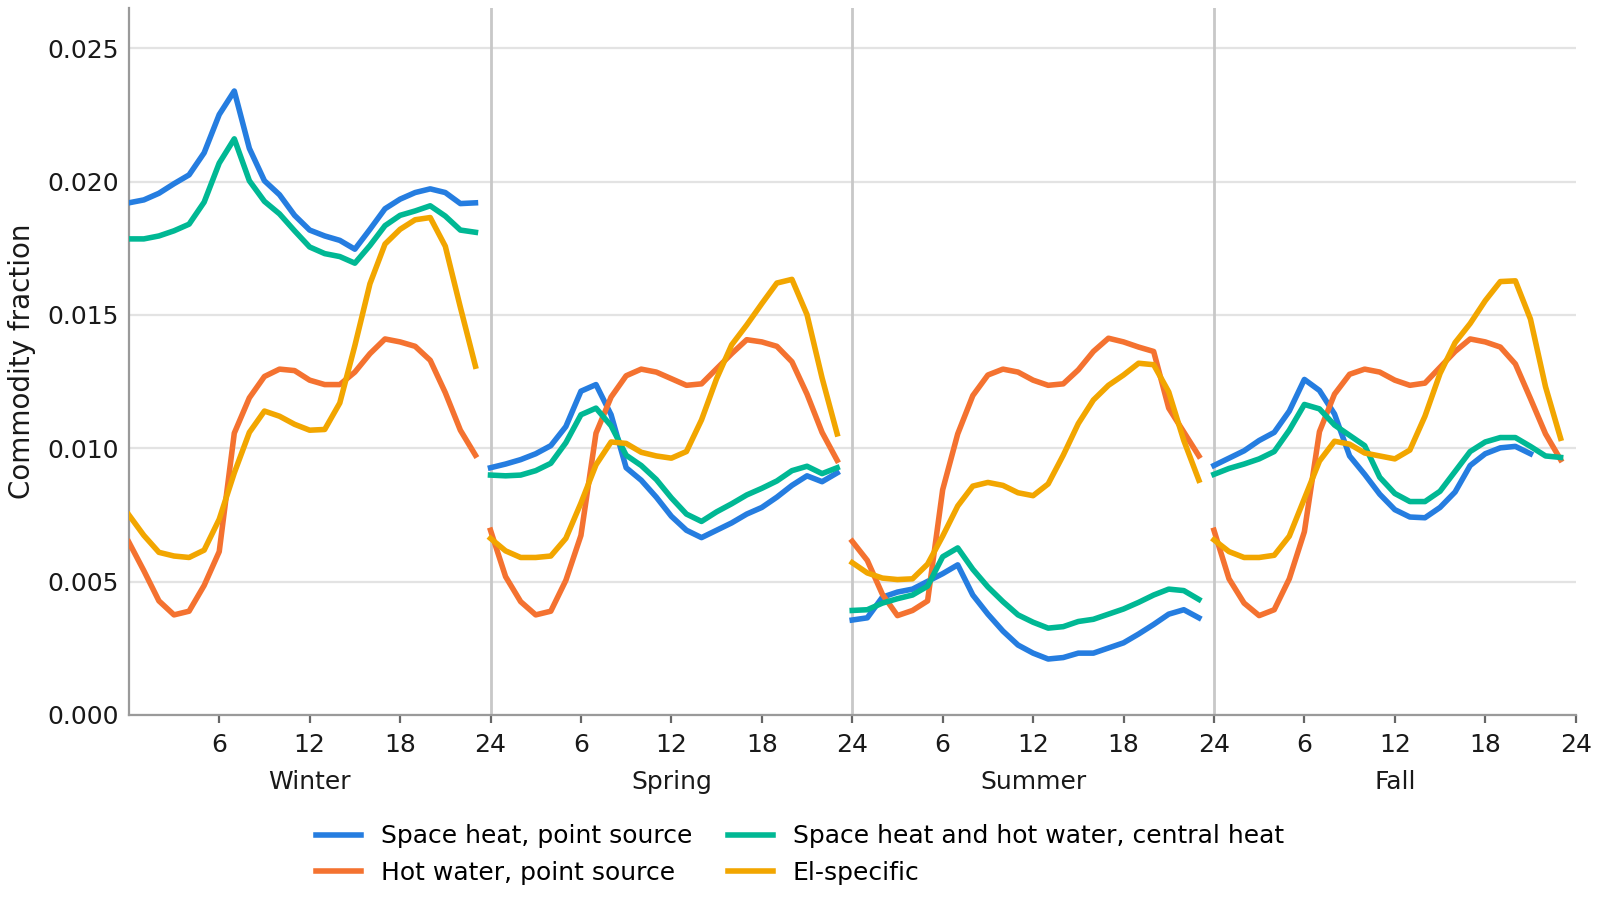 Commodity fraction
0.025
0.020
0.015
0.010
0.005
0.000
6 12 18 24 6 12 18 24 6 12 18 24 6 12 18 24
Winter Spring Summer Fall
Space heat, point source Space heat and hot water, central heat
Hot water, point source El-specific